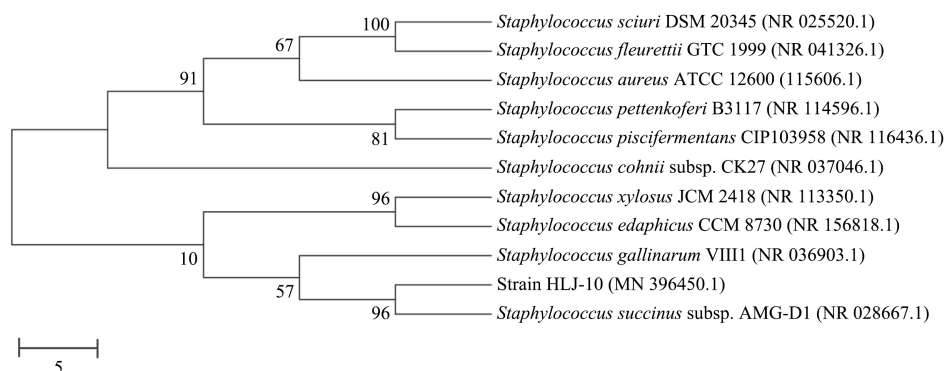 100
Staphylococcus sciuri DSM 20345 (NR 025520.1)
67
Staphylococcus fleurettii GTC 1999 (NR 041326.1)
91
Staphylococcus aureus ATCC 12600 (115606.1)
Staphylococcus pettenkoferi B3117 (NR 114596.1)
81
Staphylococcus piscifermentans CIP103958 (NR 116436.1)
Staphylococcus cohnii subsp. CK27 (NR 037046.1)
96
Staphylococcus xylosus JCM 2418 (NR 113350.1)
Staphylococcus edaphicus CCM 8730 (NR 156818.1)
10
Staphylococcus gallinarum VIII1 (NR 036903.1)
57
Strain HLJ-10 (MN 396450.1)
96
Staphylococcus succinus subsp. AMG-D1 (NR 028667.1)
5